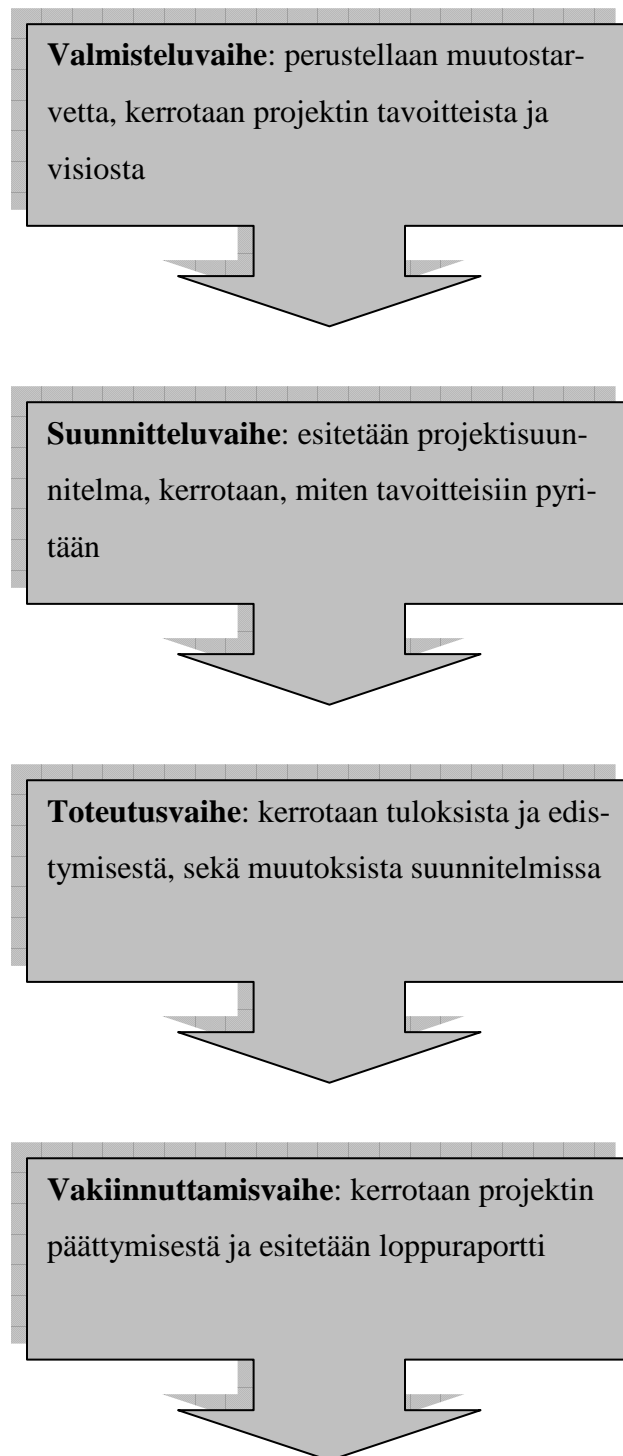 Valmisteluvaihe: perustellaan muutostar-
vetta, kerrotaan projektin tavoitteista ja
visiosta
Suunnitteluvaihe: esitetään projektisuun-
nitelma, kerrotaan, miten tavoitteisiin pyri-
tään
Toteutusvaihe: kerrotaan tuloksista ja edis-
tymisestä, sekä muutoksista suunnitelmissa
Vakiinnuttamisvaihe: kerrotaan projektin
päättymisestä ja esitetään loppuraportti